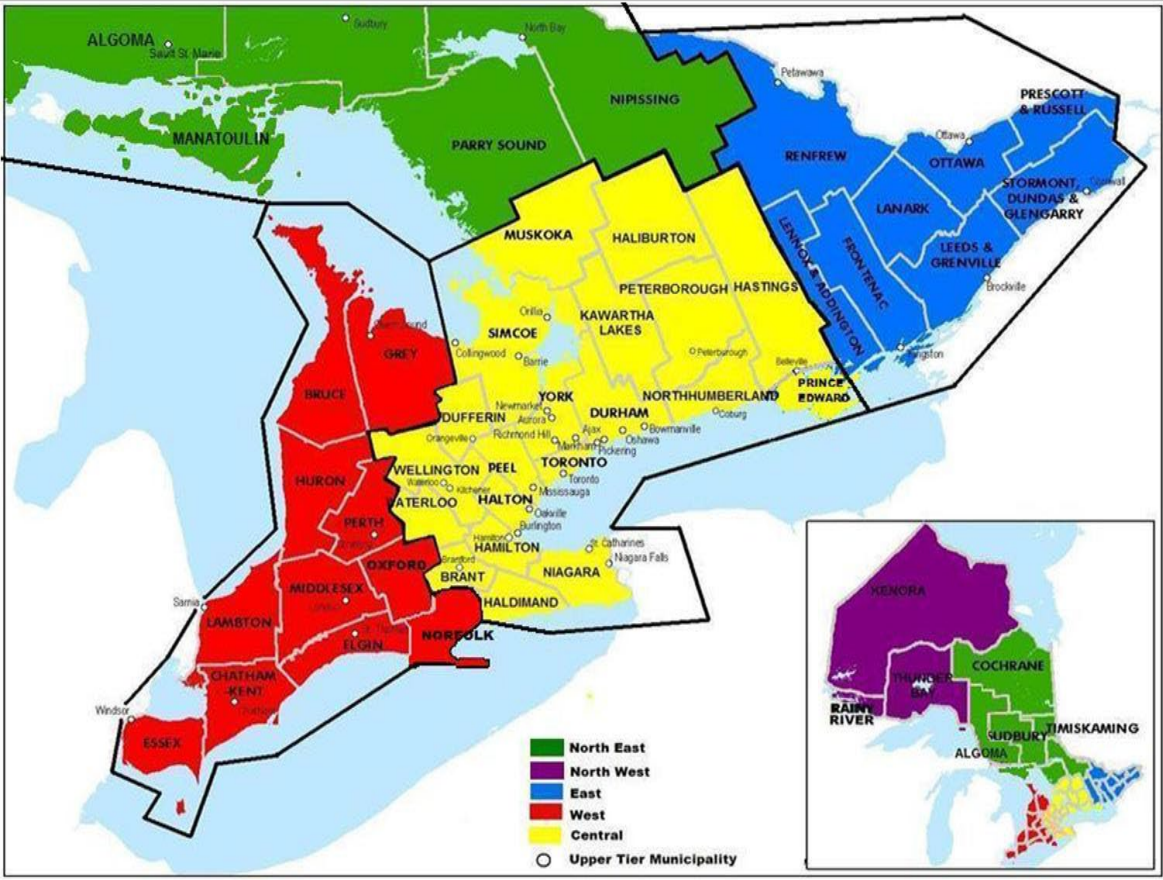 ALGOMA
Sault St. Marie
Sudbury
North Bay
MANATOULIN
PARRY SOUND
NIPISSING
Petawawa
PRESCOTT
& RUSSELL
Ottawa
OTTAWA
RENFREW
STORMONT,
DUNDAS &
GLENGARRY
Cornwall
LANARK
LEEDS &
GRENVILLE
Brockville
LENNOX & ADDINGTON
FRONTENAC
Kingston
MUSKOKA
HALIBURTON
PETERBOROUGH
HASTINGS
KAWARTHA
LAKES
Orillia
SIMCOE
Collingwood
Barrie
Peterborough
Belleville
PRINCE
EDWARD
NORTHHUMBERLAND
Coburg
GREY
BRUCE
YORK
Newmarket
Aurora
DUFFERIN
DURHAM
Orangeville
Richmond Hill
Ajax
Markham
Pickering
Oshawa
Bowmanville
WELLINGTON
PEEL
TORONTO
Toronto
Waterloo
Kitchener
Mississauga
WATERLOO
HALTON
Oakville
Burlington
Hamilton
HAMILTON
St. Catharines
Niagara Falls
Brantford
BRANT
NIAGARA
HALDIMAND
HURON
PERTH
OXFORD
MIDDLESEX
London
Sarnia
LAMBTON
St. Thomas
ELGIN
NORFOLK
CHATHAM
-KENT
Windsor
ESSEX
North East
North West
East
West
Central
Upper Tier Municipality
KENORA
THUNDER
BAY
RAINY
RIVER
COCHRANE
SUDBURY
TIMISKAMING
ALGOMA